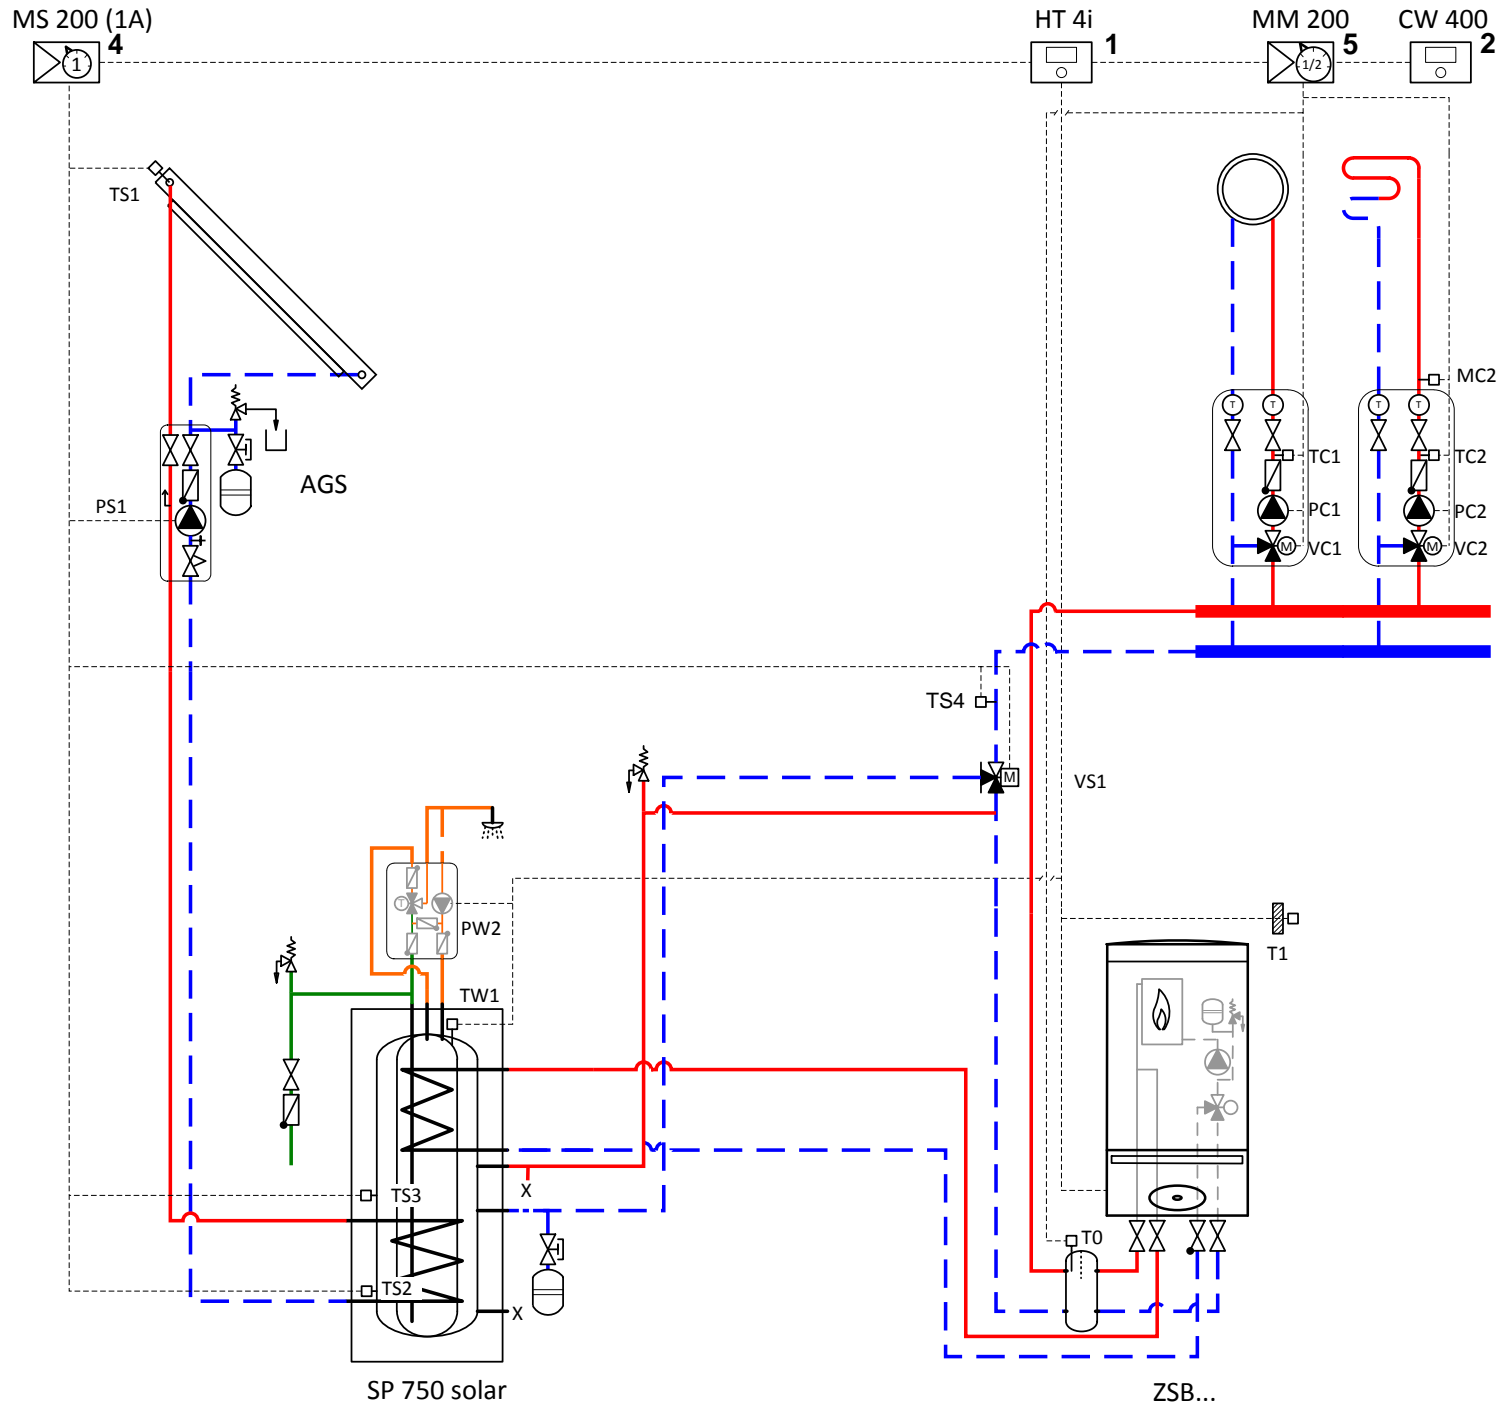 MS 200 (1A)
HT 4i
MM 200
CW 400
4
1
5
2
1
1/2
TS1
MC2
T
T
T
T
TC1
TC2
AGS
PS1
PC1
PC2
M
VC1
M
VC2
TS4
M
VS1
T
PW2
T1
TW1
TS3
X
T0
TS2
X
SP 750 solar
ZSB...